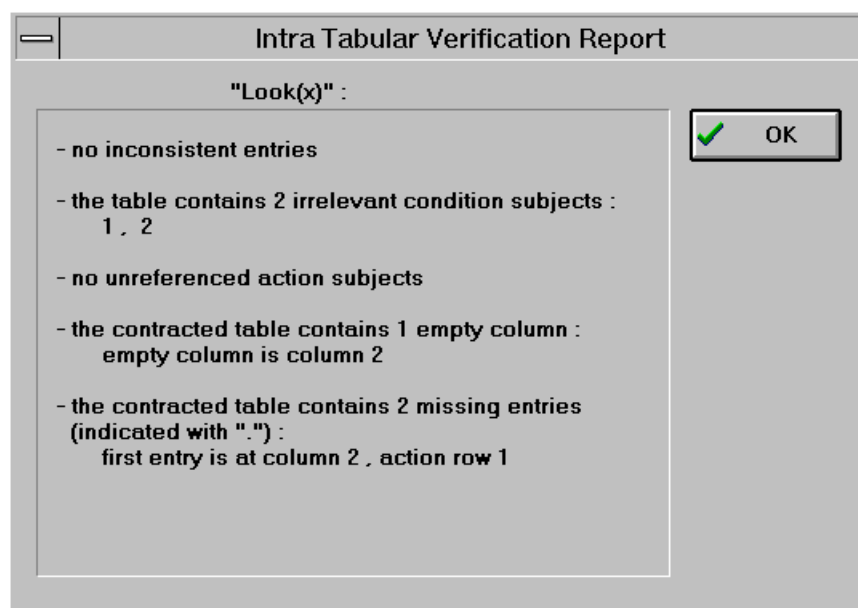 Intra Tabular Verification Report
"Look(x)" :
OK
- no inconsistent entries
- the table contains 2 irrelevant condition subjects :
1 , 2
- no unreferenced action subjects
- the contracted table contains 1 empty column :
empty column is column 2
- the contracted table contains 2 missing entries
(indicated with ".") :
first entry is at column 2 , action row 1